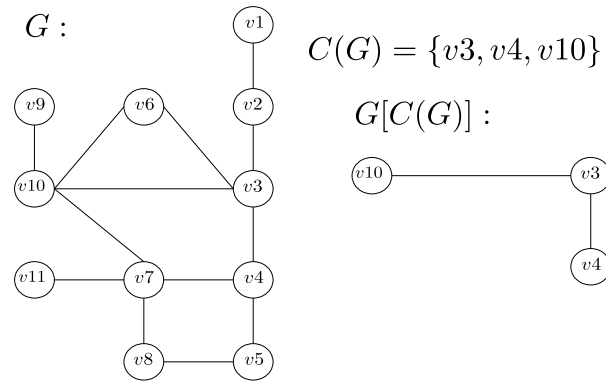 G :
v1
C(G) = {v3, v4, v10}
v9
v6
v2
G[C(G)] :
v10
v3
v10
v3
v4
v11
v7
v4
v8
v5